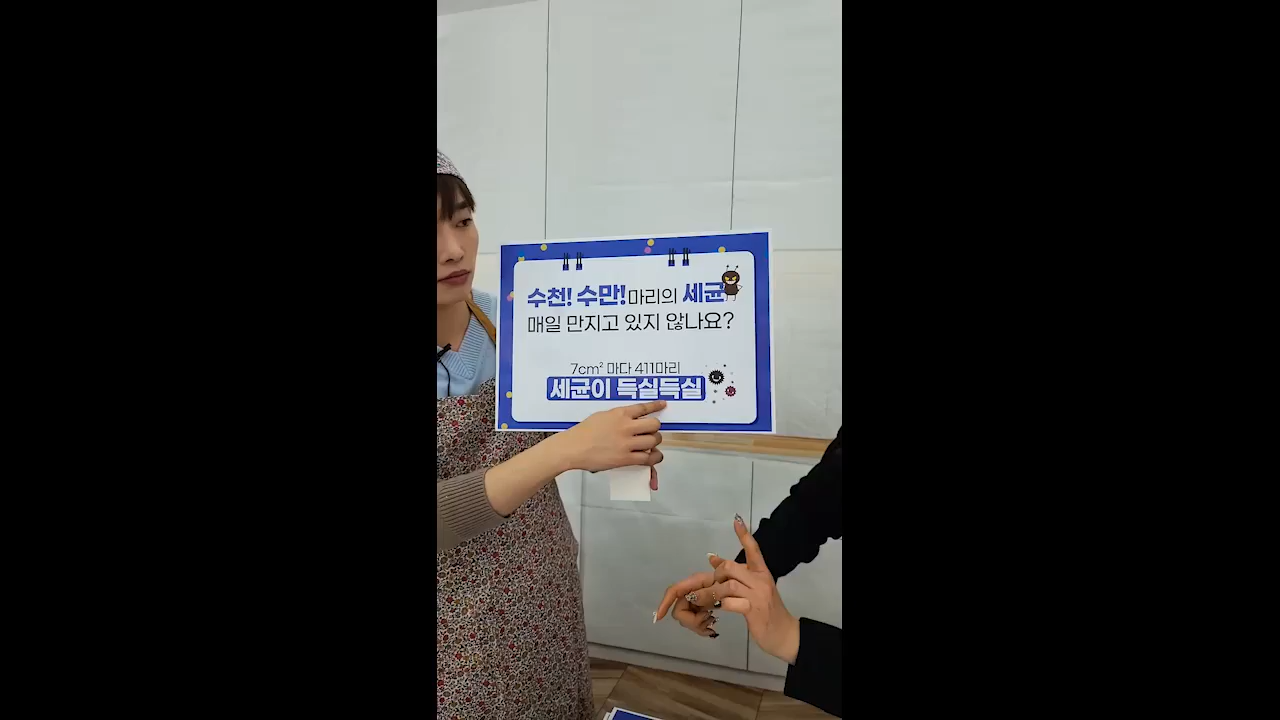 수천! 수만! 마리의 세균
매일 만지고 있지 않나요?
7cm² 마다 411마리
세균이 득실득실